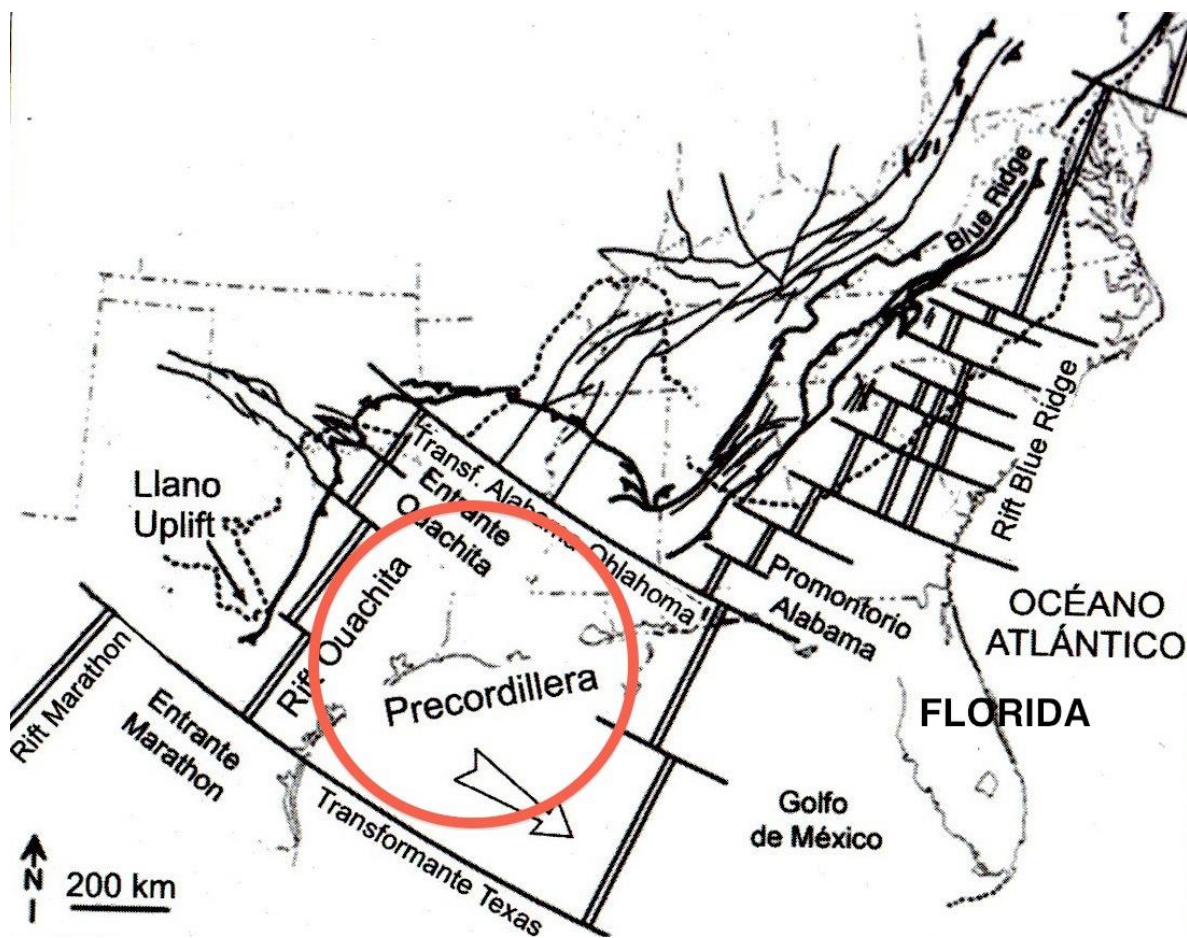 Blue Ridge
Rift Blue Ridge
Llano
Uplift
Transf. Alabama Ohlahoma
Entrante
Ouachita
Rift Ouachita
Promontorio
Alabama
OCÉANO
ATLÁNTICO
FLORIDA
Precordillera
Rift Marathon
Entrante
Marathon
Transformante Texas
Golfo
de México
N
200 km